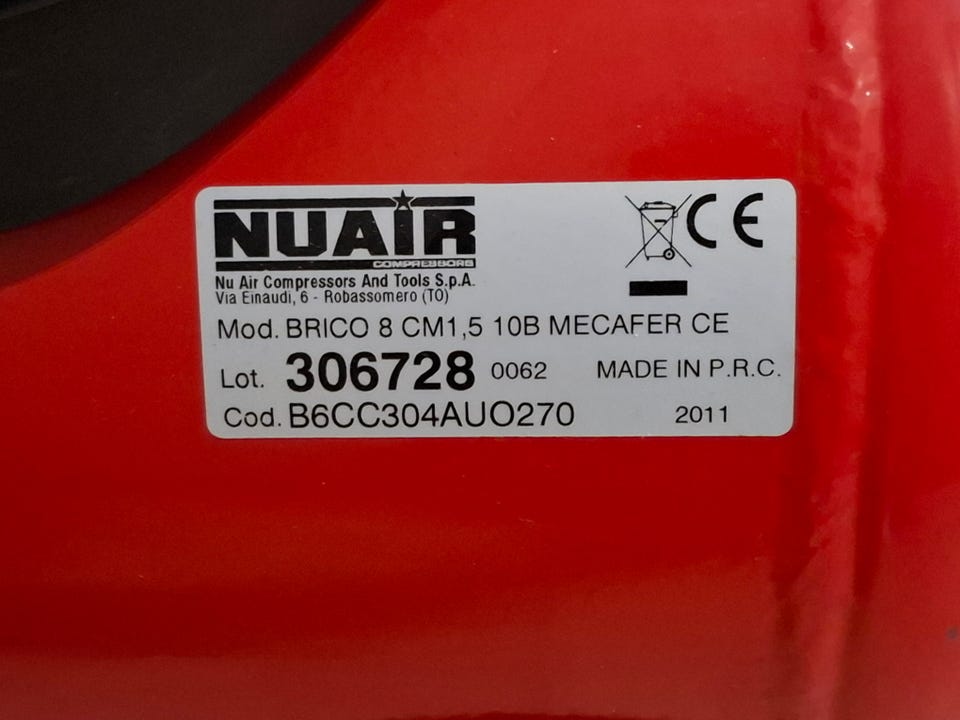 NUAIR
COMPRESSORS
CE
Nu Air Compressors And Tools S.p.A.
Via Einaudi, 6 - Robassomero (TO)
Mod. BRICO 8 CM1,5 10B MECAFER CE
Lot. 306728 0062 MADE IN P.R.C.
Cod. B6CC304AUO270 2011